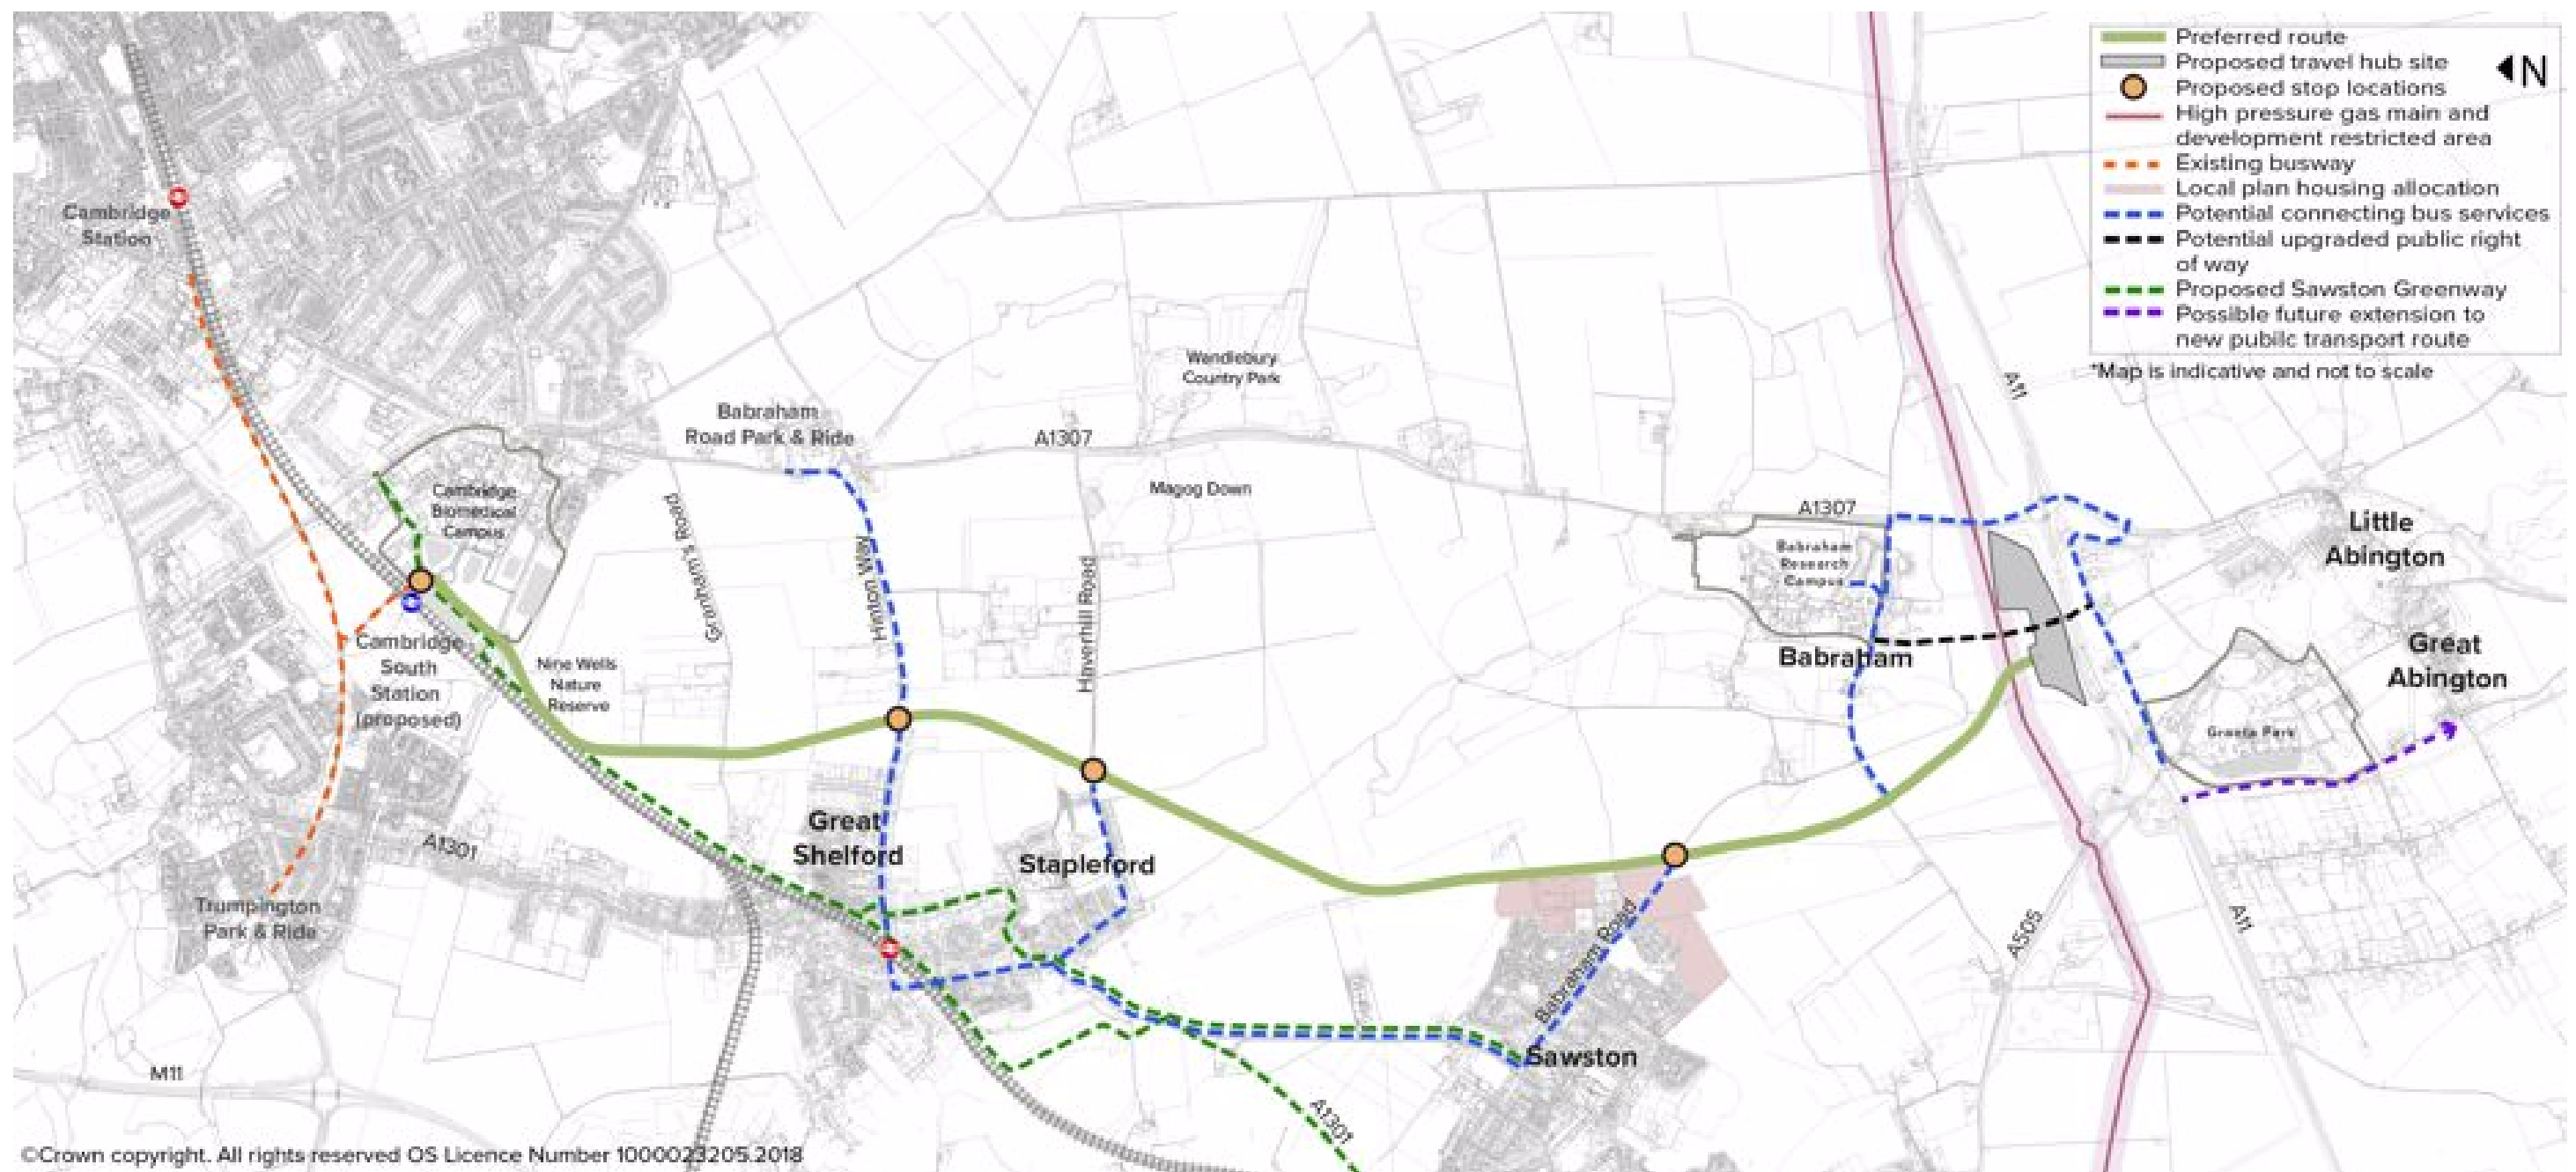 Preferred route
Proposed travel hub site
Proposed stop locations
High pressure gas main and
development restricted area
Existing busway
Local plan housing allocation
Potential connecting bus services
Potential upgraded public right
of way
Proposed Sawston Greenway
Possible future extension to
new pubilc transport route
N
*Map is indicative and not to scale
Cambridge
Station
Wandlebury
Country Park
A11
Babraham
Road Park & Ride
A1307
Magog Down
Cambridge
Biomedical
Campus
Granham's Road
Hinton Way
Haverhill Road
A1307
Babraham
Research
Campus
Little
Abington
Cambridge
South
Station
(proposed)
Nine Wells
Nature
Reserve
Babraham
Great
Abington
Granta Park
Great
Shelford
Stapleford
A1301
Trumpington
Park & Ride
Babraham Road
A505
A11
Sawston
M11
A1301
©Crown copyright. All rights reserved OS Licence Number 1000023205.2018